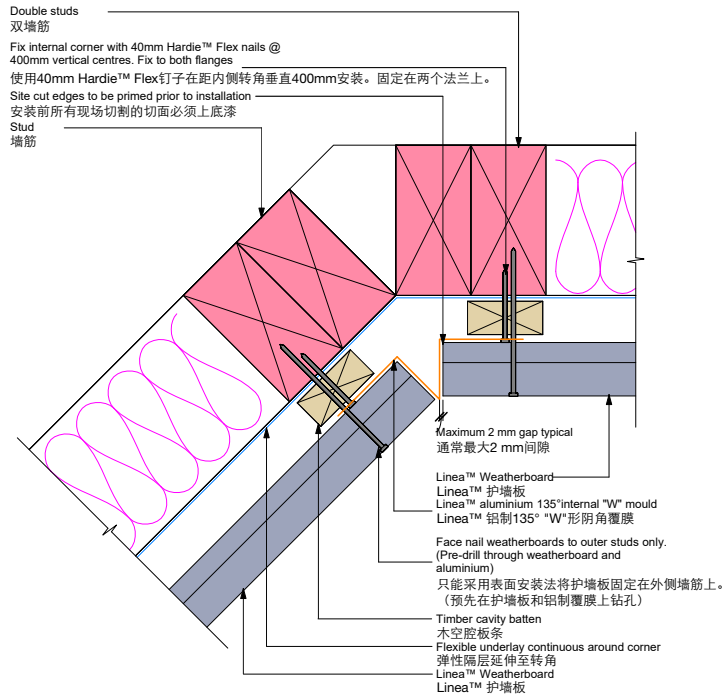 Double studs
双墙筋
Fix internal corner with 40mm Hardie™ Flex nails @
400mm vertical centres. Fix to both flanges
使用40mm Hardie™ Flex钉子在距内侧转角垂直400mm安装。固定在两个法兰上。
Site cut edges to be primed prior to installation
安装前所有现场切割的切面必须上底漆
Stud
墙筋
Maximum 2 mm gap typical
通常最大2 mm间隙
Linea™ Weatherboard
Linea™ 护墙板
Linea™ aluminium 135°internal "W" mould
Linea™ 铝制135° "W"形阴角覆膜
Face nail weatherboards to outer studs only.
(Pre-drill through weatherboard and
aluminium)
只能采用表面安装法将护墙板固定在外侧墙筋上。
（预先在护墙板和铝制覆膜上钻孔）
Timber cavity batten
木空腔板条
Flexible underlay continuous around corner
弹性隔层延伸至转角
Linea™ Weatherboard
Linea™ 护墙板